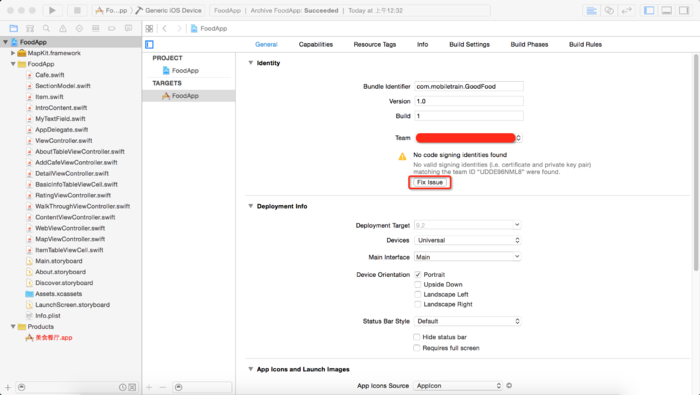 Fo...pp
Generic iOS Device
FoodApp | Archive FoodApp: Succeeded | Today at 上午12:32
FoodApp
General
Capabilities
Resource Tags
Info
Build Settings
Build Phases
Build Rules
FoodApp
MapKit.framework
FoodApp
Cafe.swift
SectionModel.swift
Item.swift
IntroContent.swift
MyTextField.swift
AppDelegate.swift
ViewController.swift
AboutTableViewController.swift
AddCafeViewController.swift
DetailViewController.swift
BasicInfoTableViewCell.swift
RatingViewController.swift
WalkThroughViewController.swift
ContentViewController.swift
WebViewController.swift
MapViewController.swift
ItemTableViewCell.swift
Main.storyboard
About.storyboard
Discover.storyboard
Assets.xcassets
LaunchScreen.storyboard
Info.plist
Products
美食餐厅.app
PROJECT
FoodApp
TARGETS
FoodApp
Identity
Bundle Identifier com.mobiletrain.GoodFood
Version 1.0
Build 1
Team
No code signing identities found
No valid signing identities (i.e. certificate and private key pair)
matching the team ID "UDDE96NML8" were found.
Fix Issue
Deployment Info
Deployment Target 9.2
Devices Universal
Main Interface Main
Device Orientation Portrait
Upside Down
Landscape Left
Landscape Right
Status Bar Style Default
Hide status bar
Requires full screen
App Icons and Launch Images
App Icons Source AppIcon